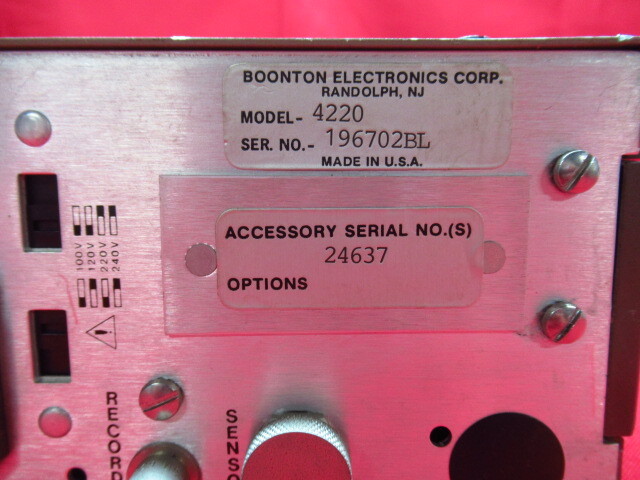 BOONTON ELECTRONICS CORP.
RANDOLPH, NJ
MODEL- 4220
SER. NO.- 196702BL
MADE IN U.S.A.
ACCESSORY SERIAL NO.(S)
24637
OPTIONS
100V
120V
220V
240V
!
RECORD
SENSO